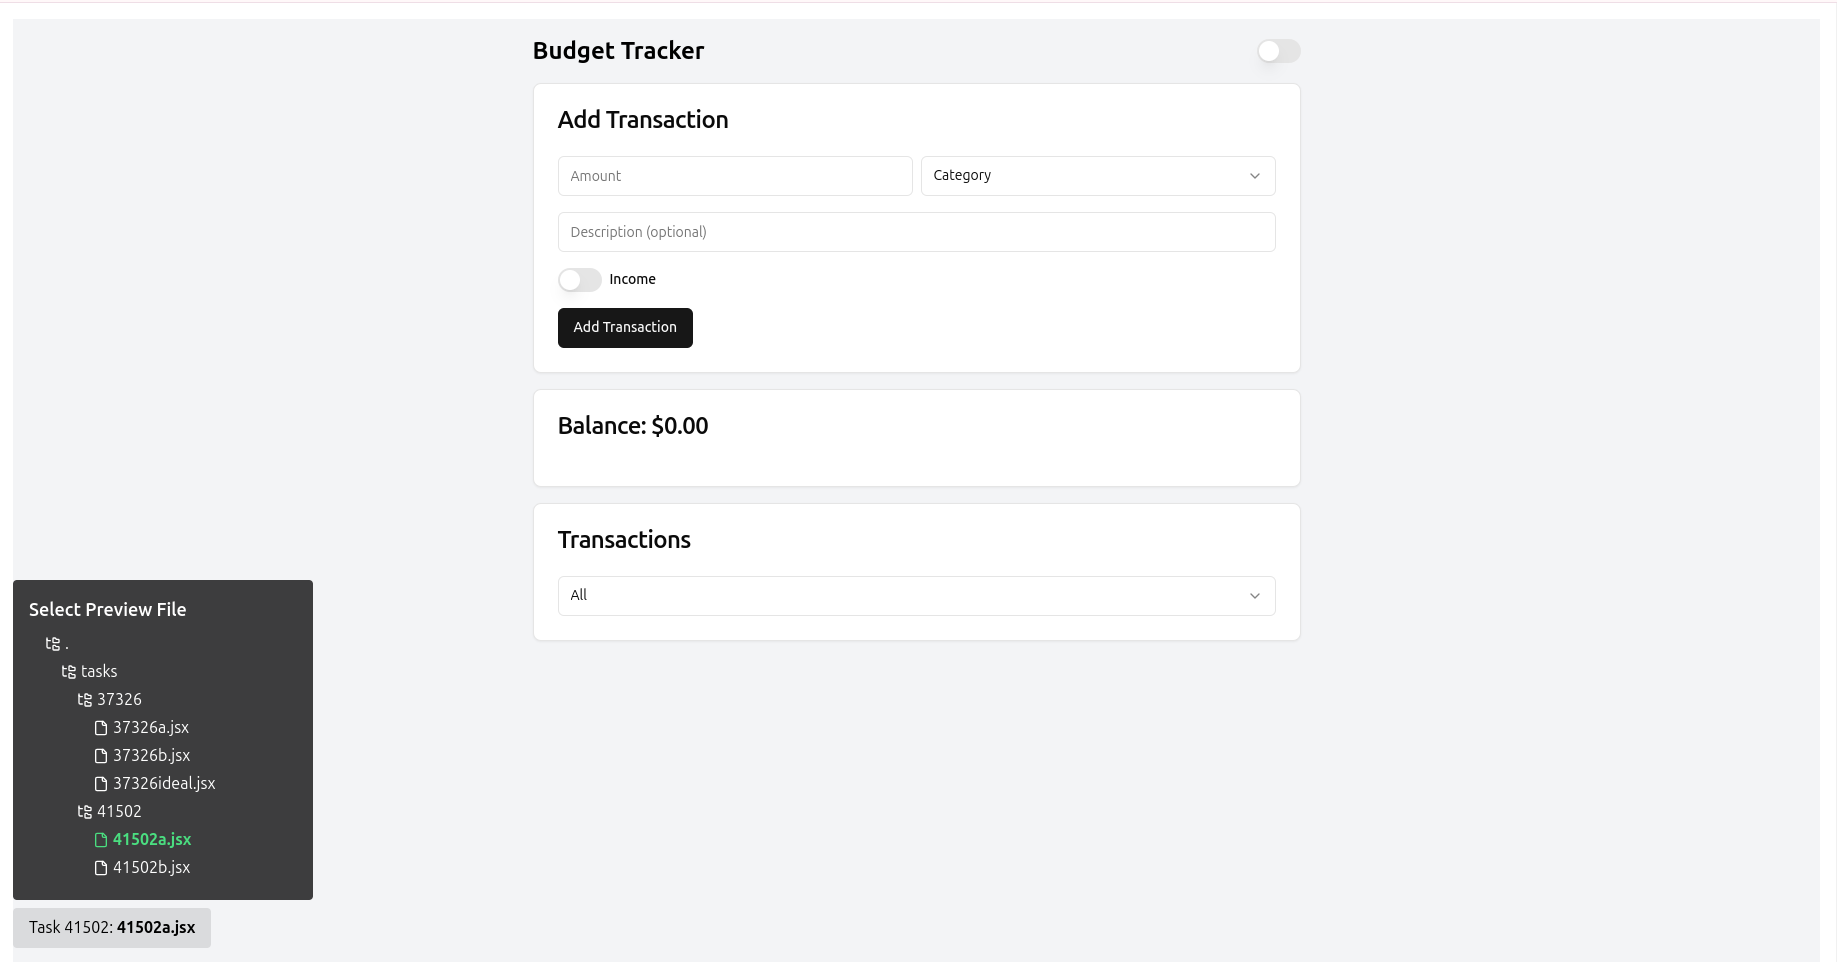 Budget Tracker
Add Transaction
Amount
Category
Description (optional)
Income
Add Transaction
Balance: $0.00
Transactions
All
Select Preview File
.
tasks
37326
37326a.jsx
37326b.jsx
37326ideal.jsx
41502
41502a.jsx
41502b.jsx
Task 41502: 41502a.jsx